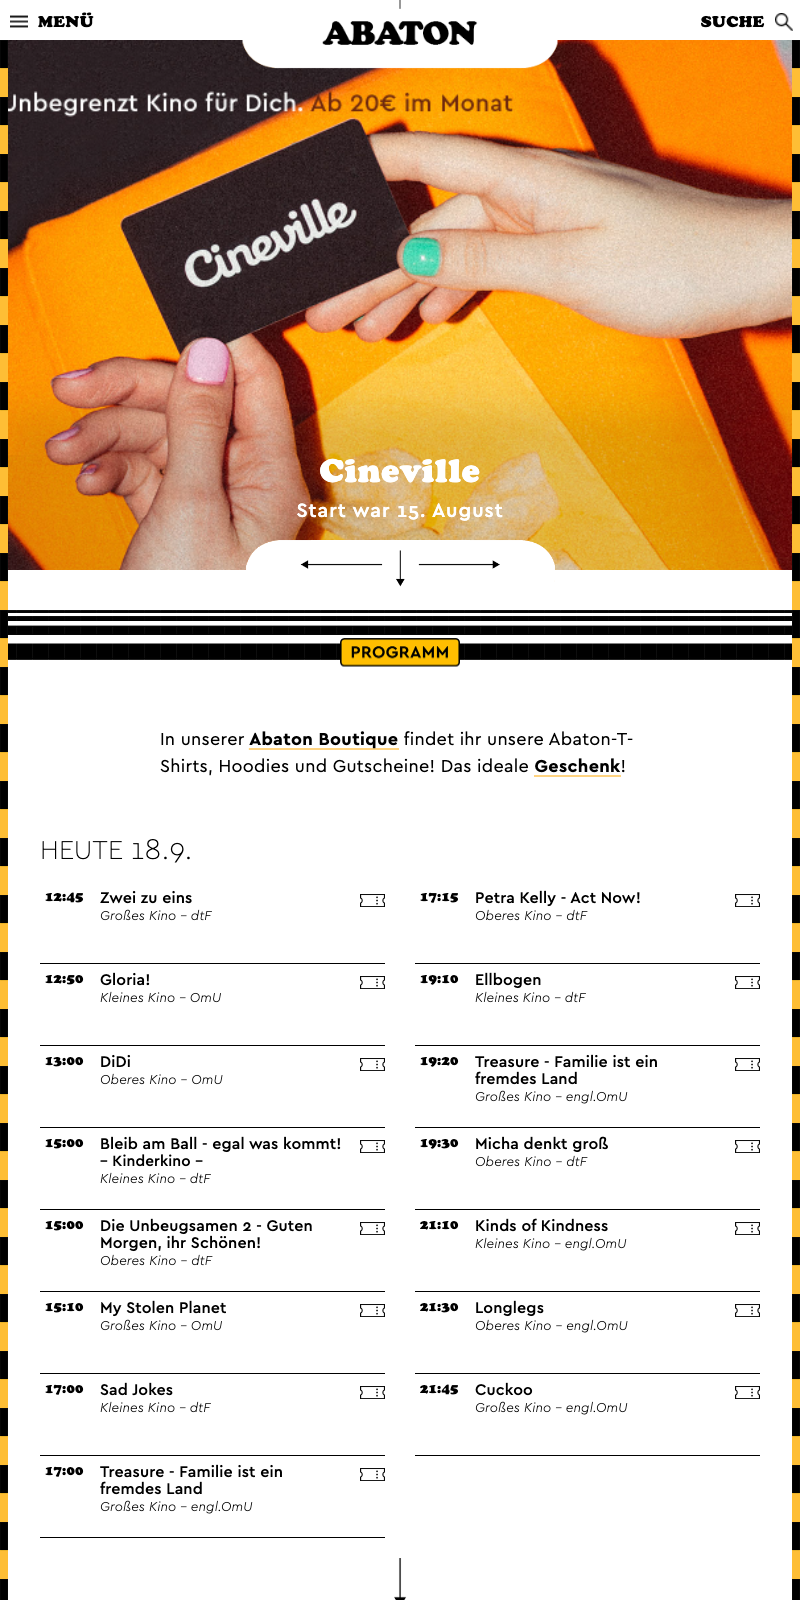 MENÜ
ABATON
SUCHE
Unbegrenzt Kino für Dich. Ab 20€ im Monat
Cineville
Cineville
Start war 15. August
PROGRAMM
In unserer Abaton Boutique findet ihr unsere Abaton-T-
Shirts, Hoodies und Gutscheine! Das ideale Geschenk!
HEUTE 18.9.
12:45 Zwei zu eins
Großes Kino – dtF
12:50 Gloria!
Kleines Kino – OmU
13:00 DiDi
Oberes Kino – OmU
15:00 Bleib am Ball - egal was kommt!
– Kinderkino –
Kleines Kino – dtF
15:00 Die Unbeugsamen 2 - Guten
Morgen, ihr Schönen!
Oberes Kino – dtF
15:10 My Stolen Planet
Großes Kino – OmU
17:00 Sad Jokes
Kleines Kino – dtF
17:00 Treasure - Familie ist ein
fremdes Land
Großes Kino – engl.OmU
17:15 Petra Kelly - Act Now!
Oberes Kino – dtF
19:10 Ellbogen
Kleines Kino – dtF
19:20 Treasure - Familie ist ein
fremdes Land
Großes Kino – engl.OmU
19:30 Micha denkt groß
Oberes Kino – dtF
21:10 Kinds of Kindness
Kleines Kino – engl.OmU
21:30 Longlegs
Oberes Kino – engl.OmU
21:45 Cuckoo
Großes Kino – engl.OmU